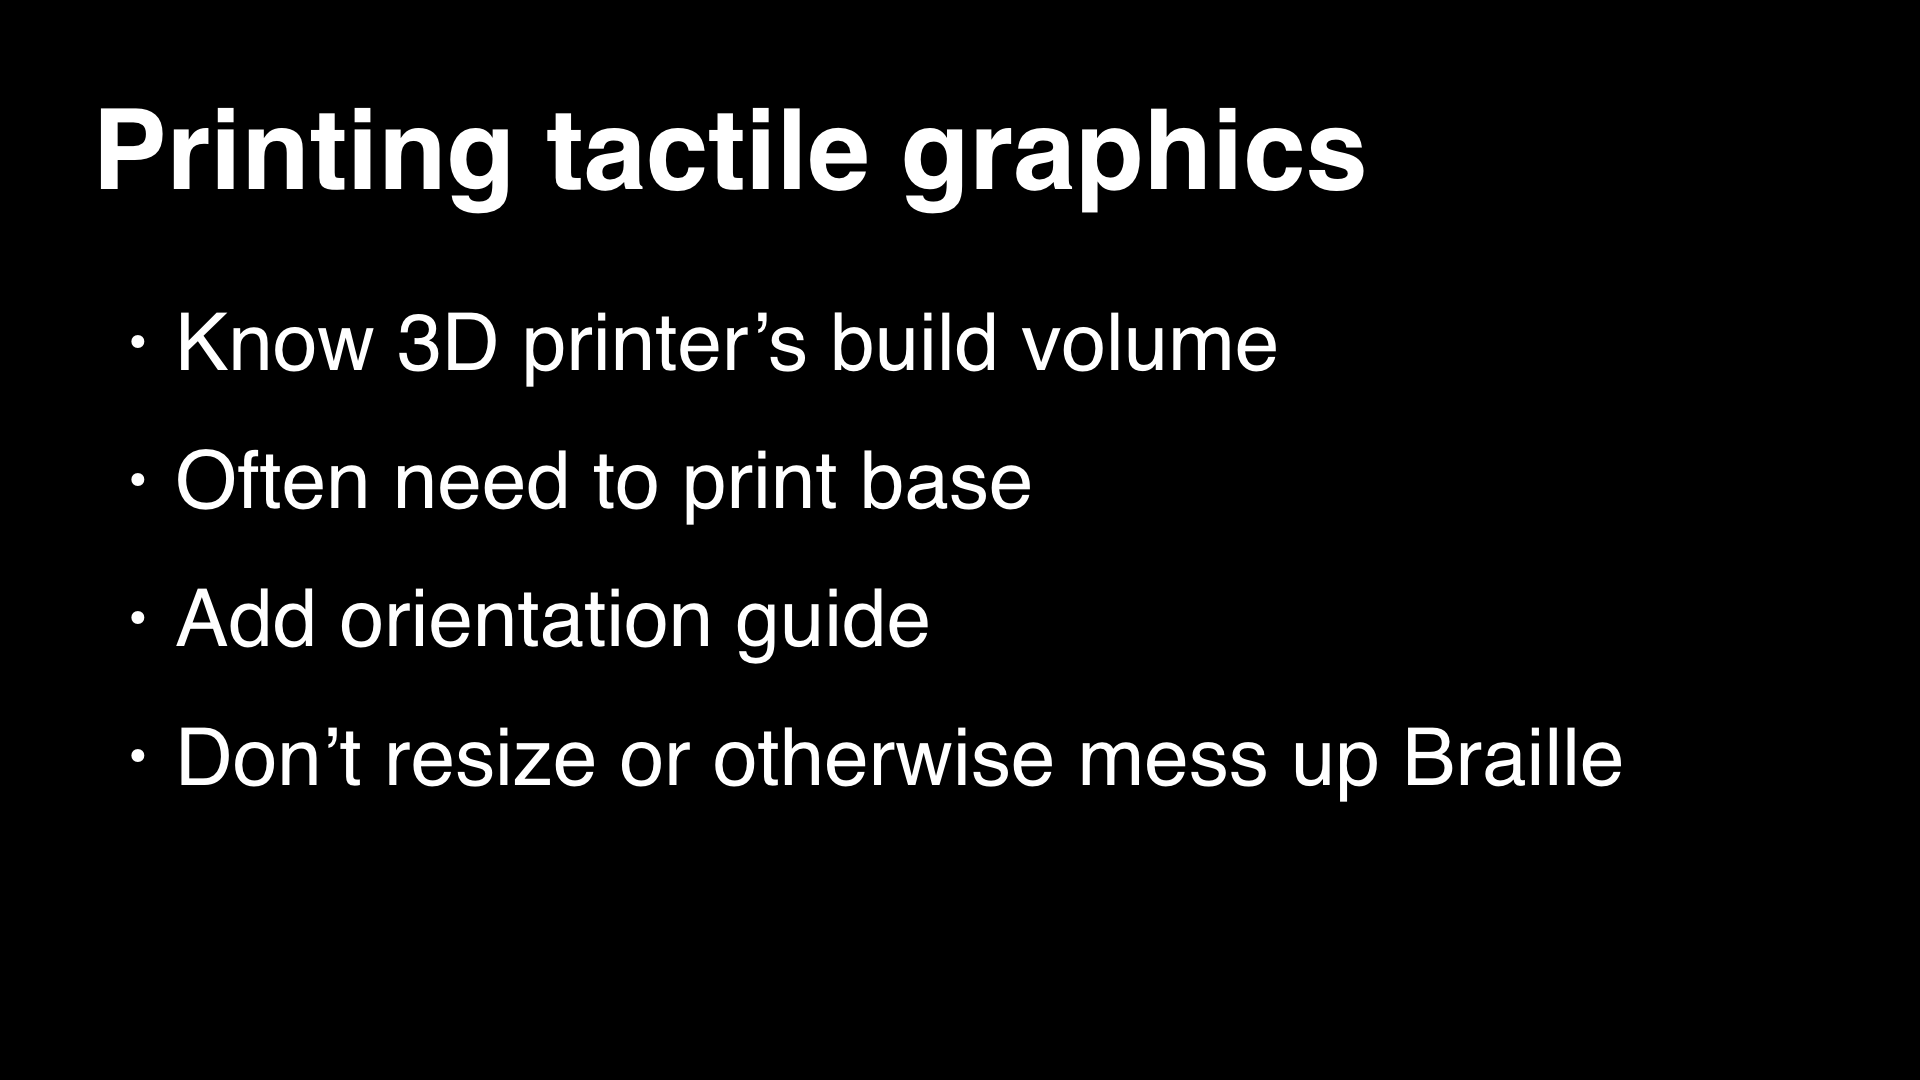 Printing tactile graphics
• Know 3D printer’s build volume
• Often need to print base
• Add orientation guide
• Don’t resize or otherwise mess up Braille